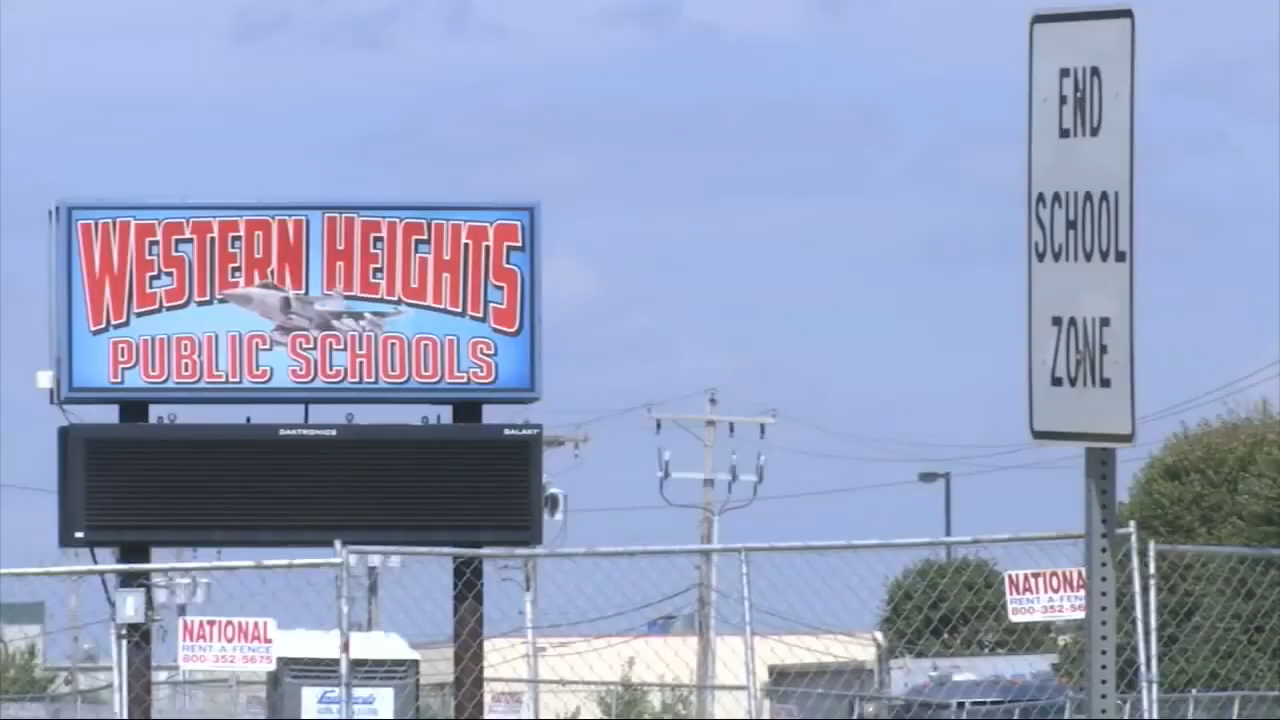 WESTERN HEIGHTS
PUBLIC SCHOOLS
DAKTRONICS
GALAXY
END
SCHOOL
ZONE
NATIONAL
RENT-A-FENCE
800-352-5675
NATIONA
RENT-A-FEN
800-352-56